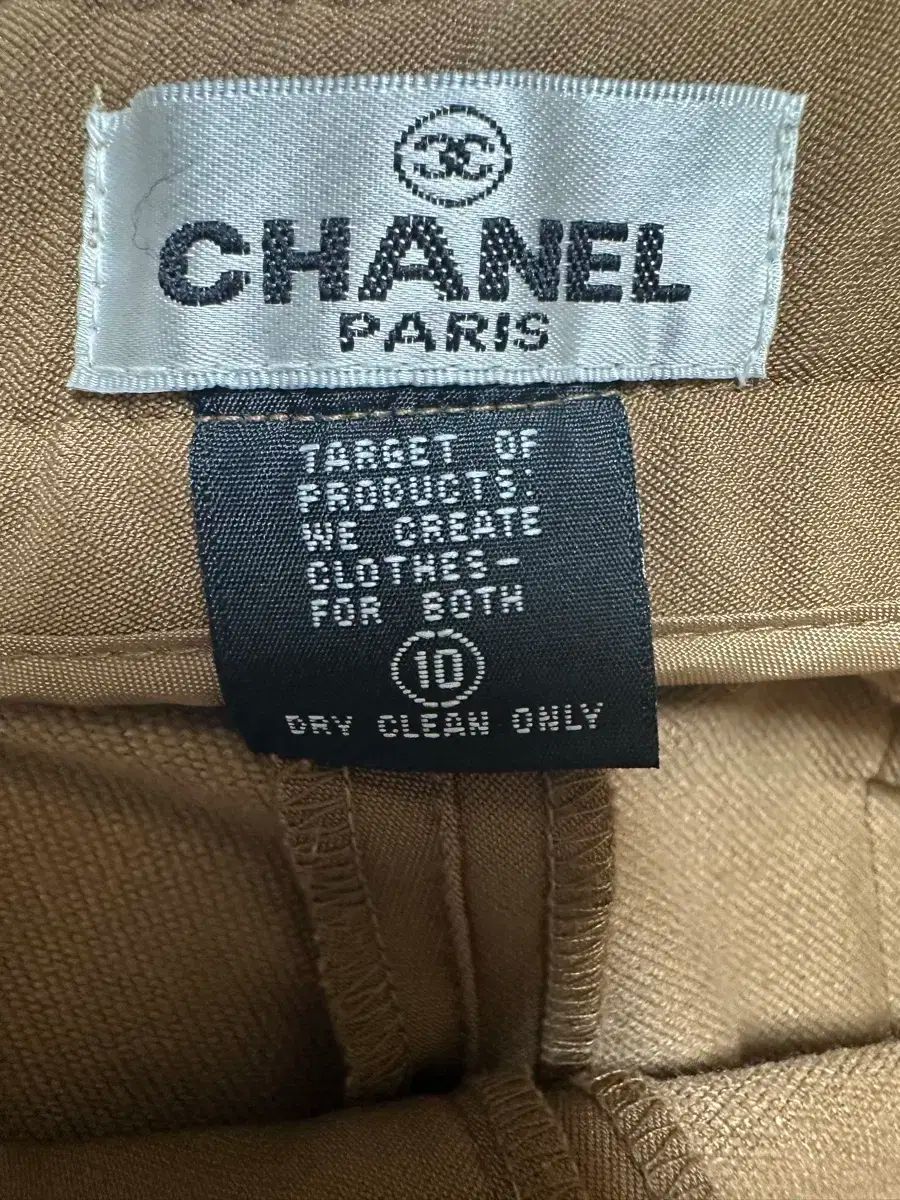 CHANEL
PARIS
TARGET OF
PRODUCTS:
WE CREATE
CLOTHES-
FOR BOTH
10
DRY CLEAN ONLY